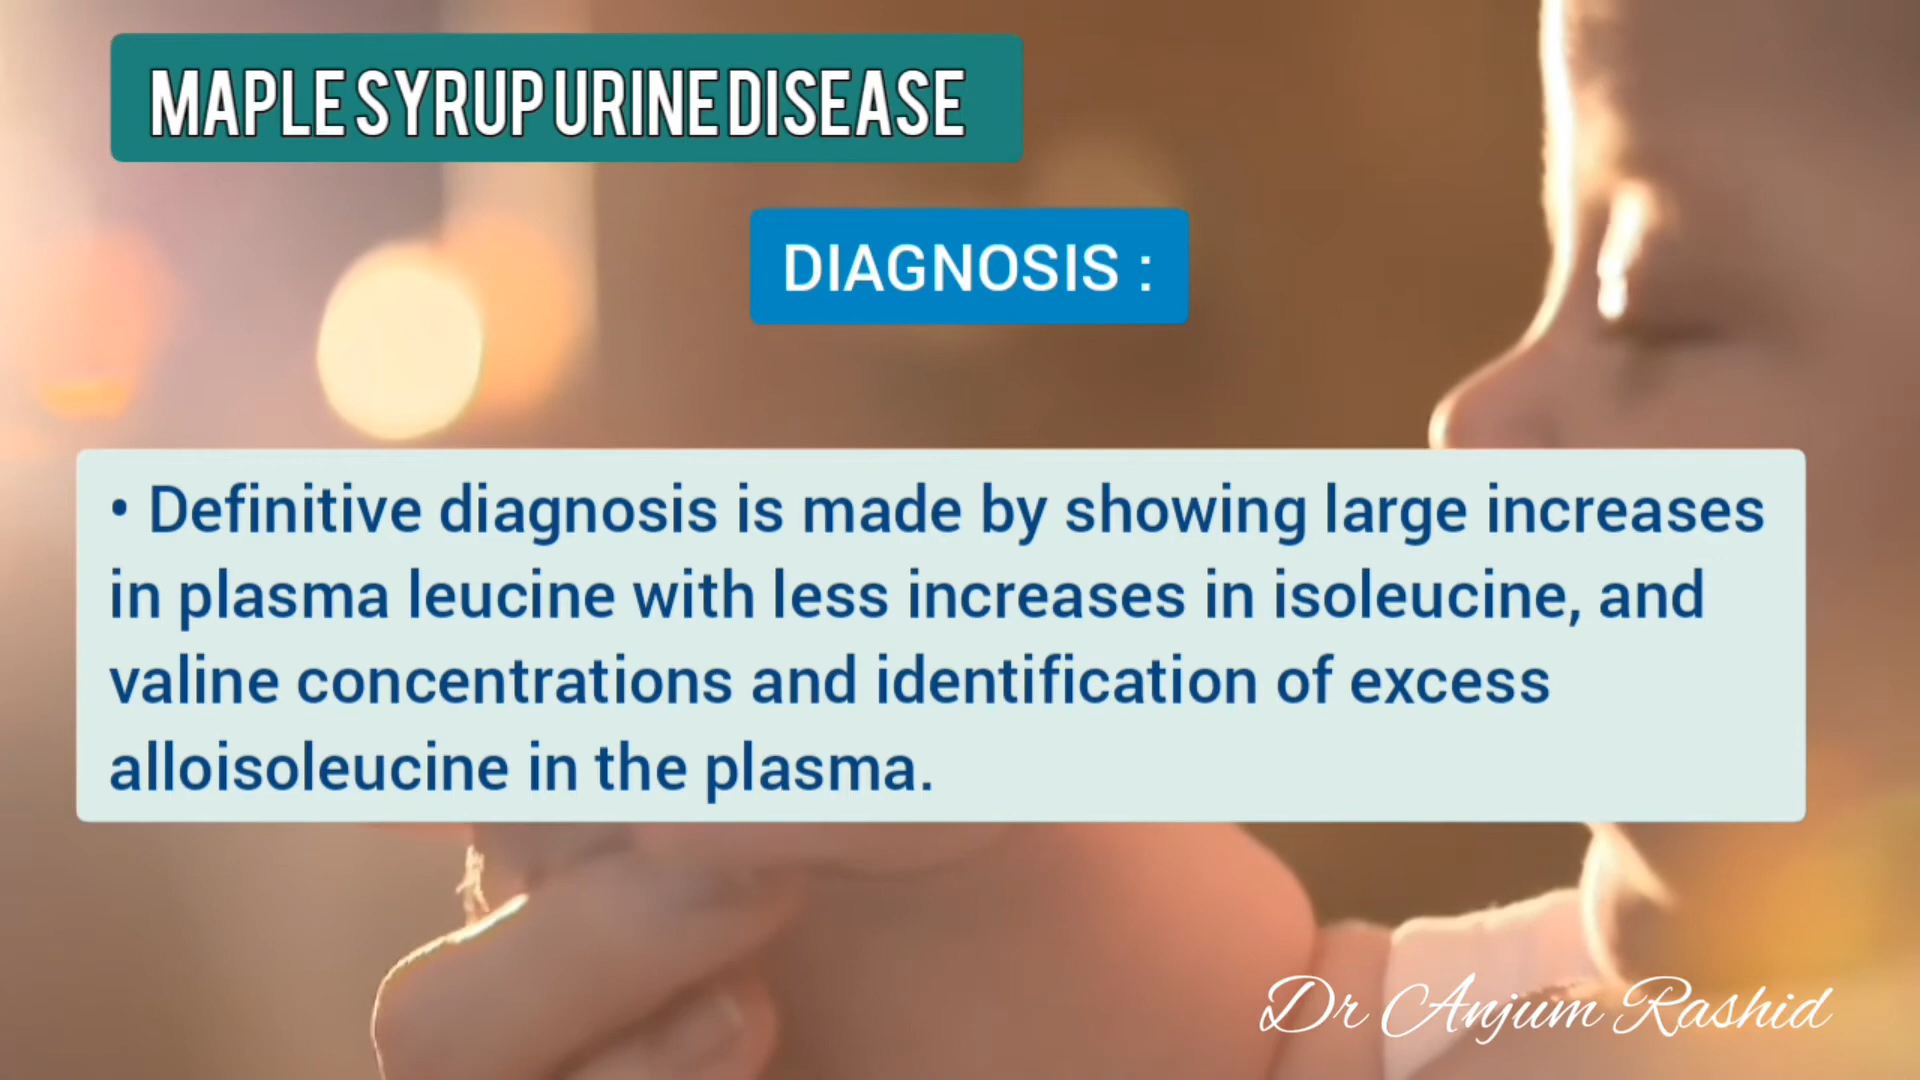 MAPLE SYRUP URINE DISEASE
DIAGNOSIS :
• Definitive diagnosis is made by showing large increases
in plasma leucine with less increases in isoleucine, and
valine concentrations and identification of excess
alloisoleucine in the plasma.
Dr Anjum Rashid